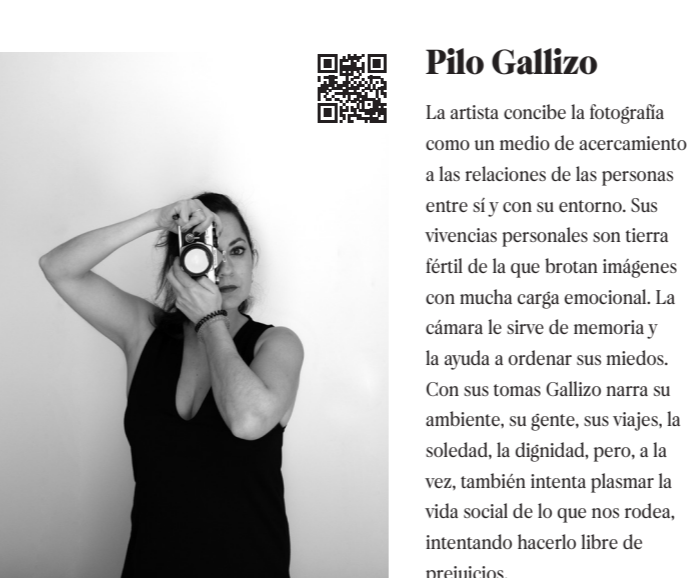 Pilo Gallizo
La artista concibe la fotografía
como un medio de acercamiento
a las relaciones de las personas
entre sí y con su entorno. Sus
vivencias personales son tierra
fértil de la que brotan imágenes
con mucha carga emocional. La
cámara le sirve de memoria y
la ayuda a ordenar sus miedos.
Con sus tomas Gallizo narra su
ambiente, su gente, sus viajes, la
soledad, la dignidad, pero, a la
vez, también intenta plasmar la
vida social de lo que nos rodea,
intentando hacerlo libre de
prejuicios.